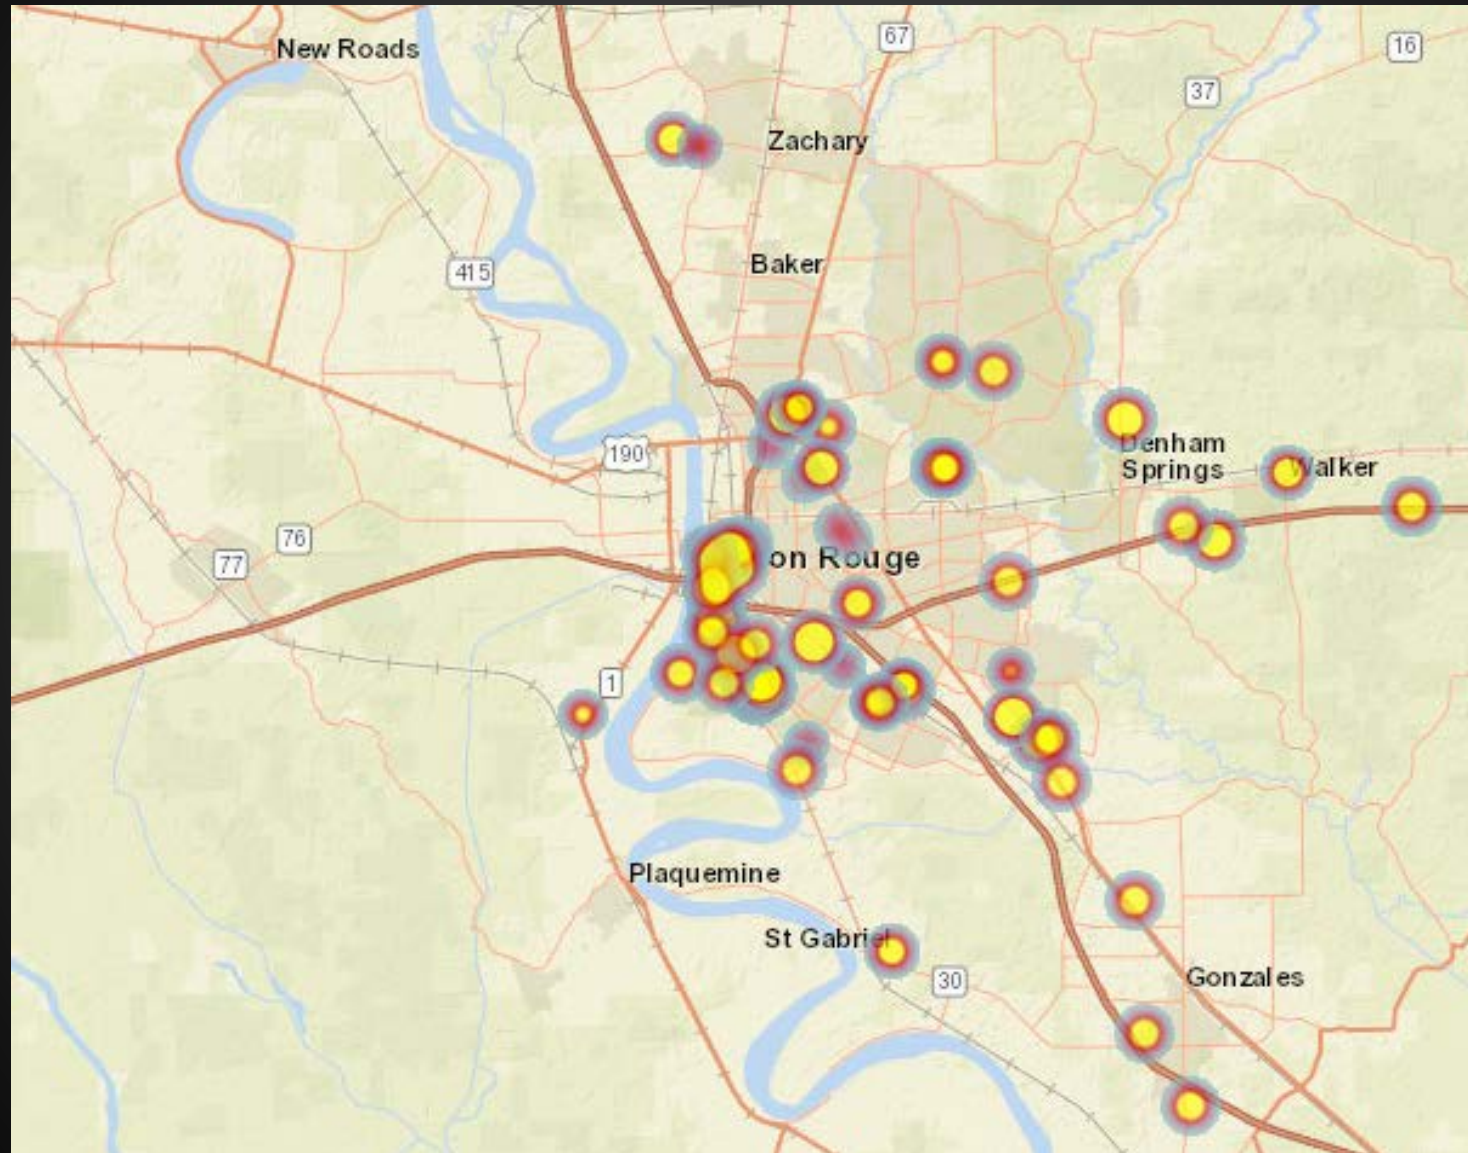 New Roads
67
16
37
Zachary
Baker
415
190
Denham
Springs
Walker
76
77
on Rouge
1
Plaquemine
St Gabriel
30
Gonzales